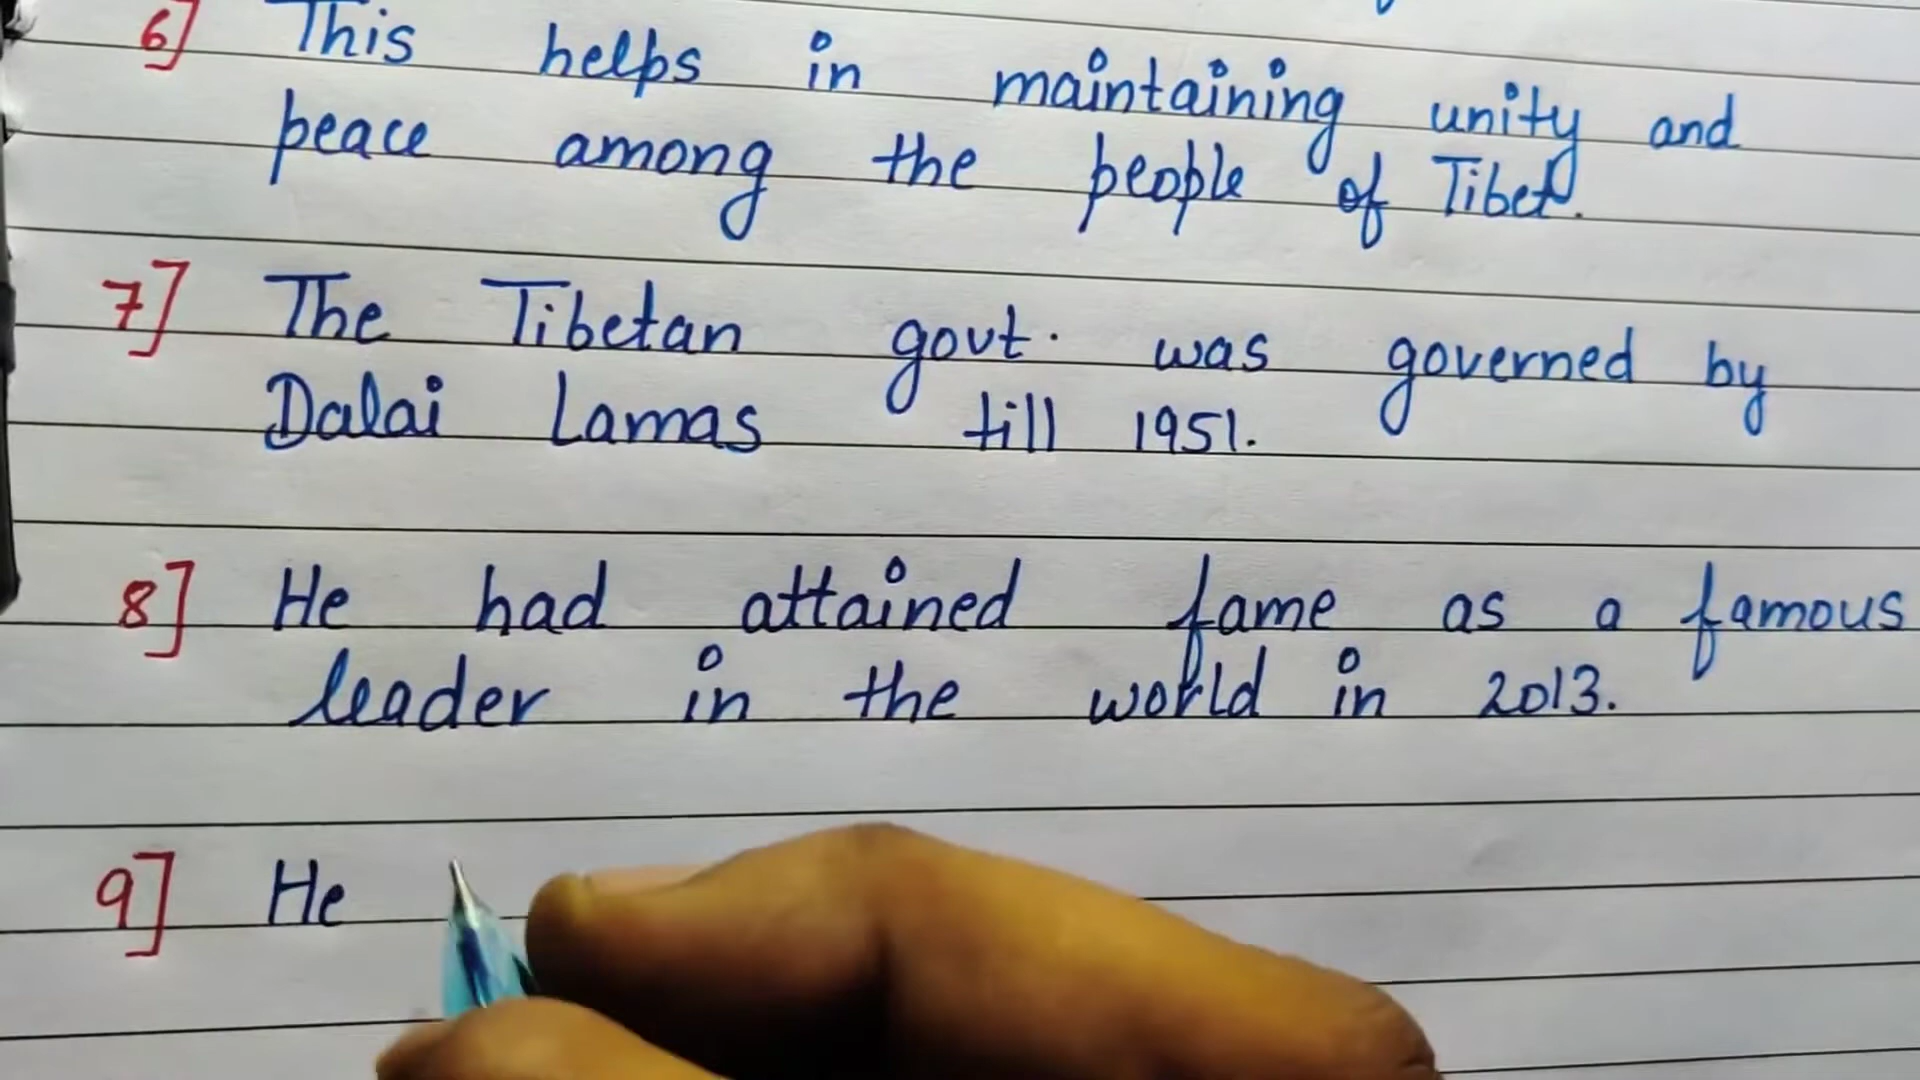 6] This helps in maintaining unity and
peace among the people of Tibet.
7] The Tibetan govt. was governed by
Dalai Lamas till 1951.
8] He had attained fame as a famous
leader in the world in 2013.
9] He